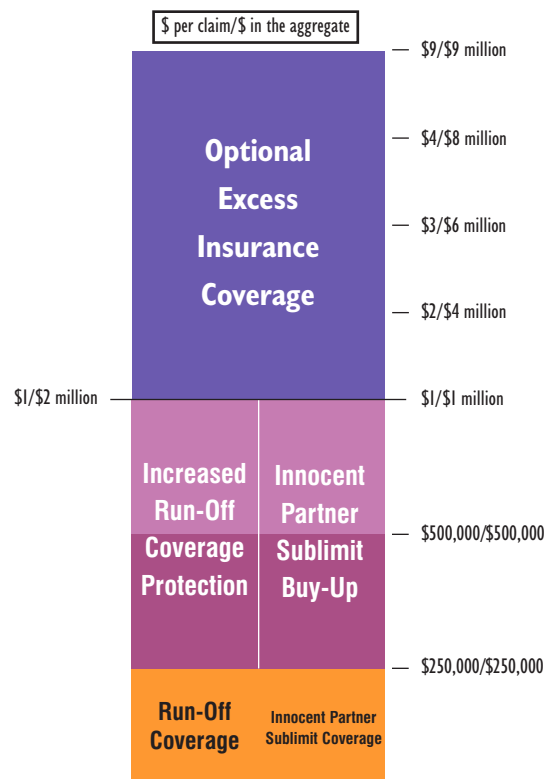 $ per claim/$ in the aggregate
$9/$9 million
$4/$8 million
Optional
Excess
Insurance
Coverage
$3/$6 million
$2/$4 million
$1/$2 million
$1/$1 million
Increased
Run-Off
Coverage
Protection
Innocent
Partner
Sublimit
Buy-Up
$500,000/$500,000
$250,000/$250,000
Run-Off
Coverage
Innocent Partner
Sublimit Coverage